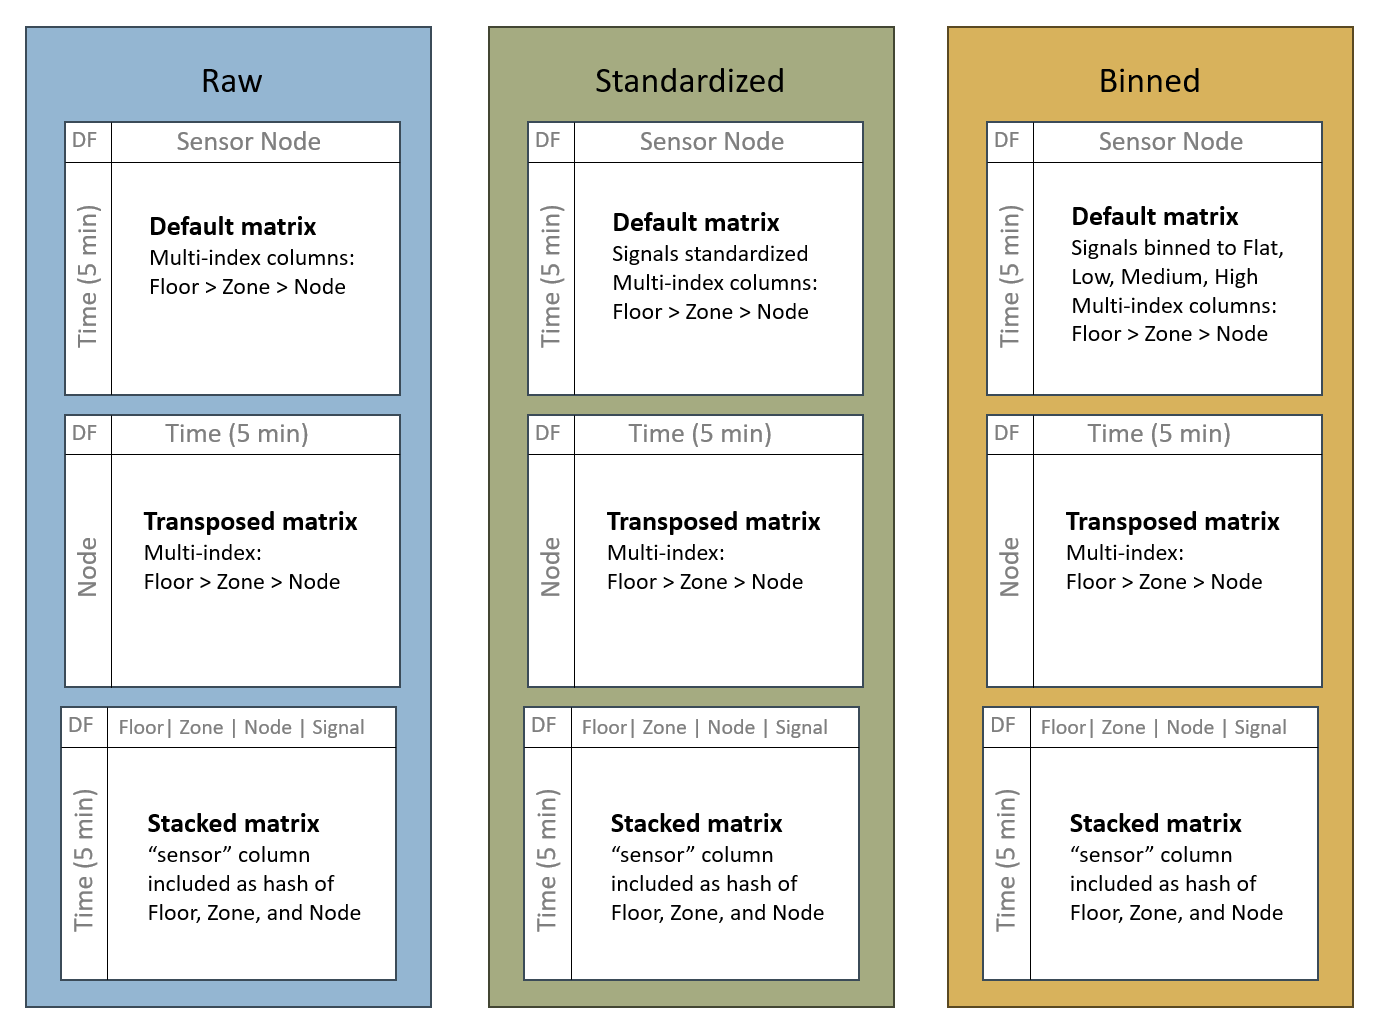 Raw
DF
Sensor Node
Time (5 min)
Default matrix
Multi-index columns:
Floor > Zone > Node
DF
Time (5 min)
Node
Transposed matrix
Multi-index:
Floor > Zone > Node
DF
Floor| Zone | Node | Signal
Time (5 min)
Stacked matrix
“sensor” column
included as hash of
Floor, Zone, and Node
Standardized
DF
Sensor Node
Time (5 min)
Default matrix
Signals standardized
Multi-index columns:
Floor > Zone > Node
DF
Time (5 min)
Node
Transposed matrix
Multi-index:
Floor > Zone > Node
DF
Floor| Zone | Node | Signal
Time (5 min)
Stacked matrix
“sensor” column
included as hash of
Floor, Zone, and Node
Binned
DF
Sensor Node
Time (5 min)
Default matrix
Signals binned to Flat,
Low, Medium, High
Multi-index columns:
Floor > Zone > Node
DF
Time (5 min)
Node
Transposed matrix
Multi-index:
Floor > Zone > Node
DF
Floor| Zone | Node | Signal
Time (5 min)
Stacked matrix
“sensor” column
included as hash of
Floor, Zone, and Node